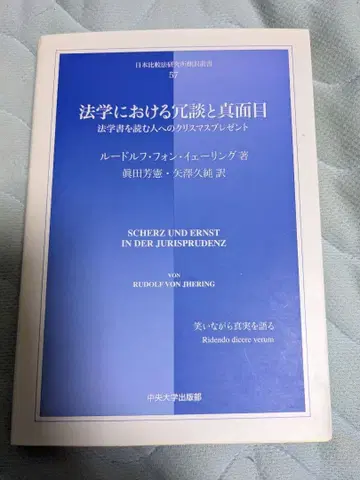 日本比較法研究所翻訳叢書
57
法学における冗談と真面目
法学書を読む人へのクリスマスプレゼント
ルードルフ・フォン・イェーリング 著
眞田芳憲・矢澤久純 訳
SCHERZ UND ERNST
IN DER JURISPRUDENZ
VON
RUDOLF VON JHERING
笑いながら真実を語る
Ridendo dicere verum
中央大学出版部